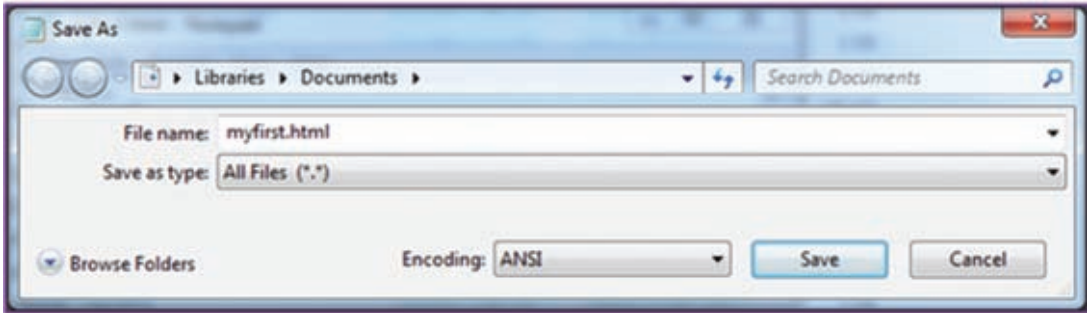 Save As
Libraries Documents
Search Documents
File name: myfirst.html
Save as type: All Files (*.*)
Browse Folders
Encoding: ANSI
Save
Cancel